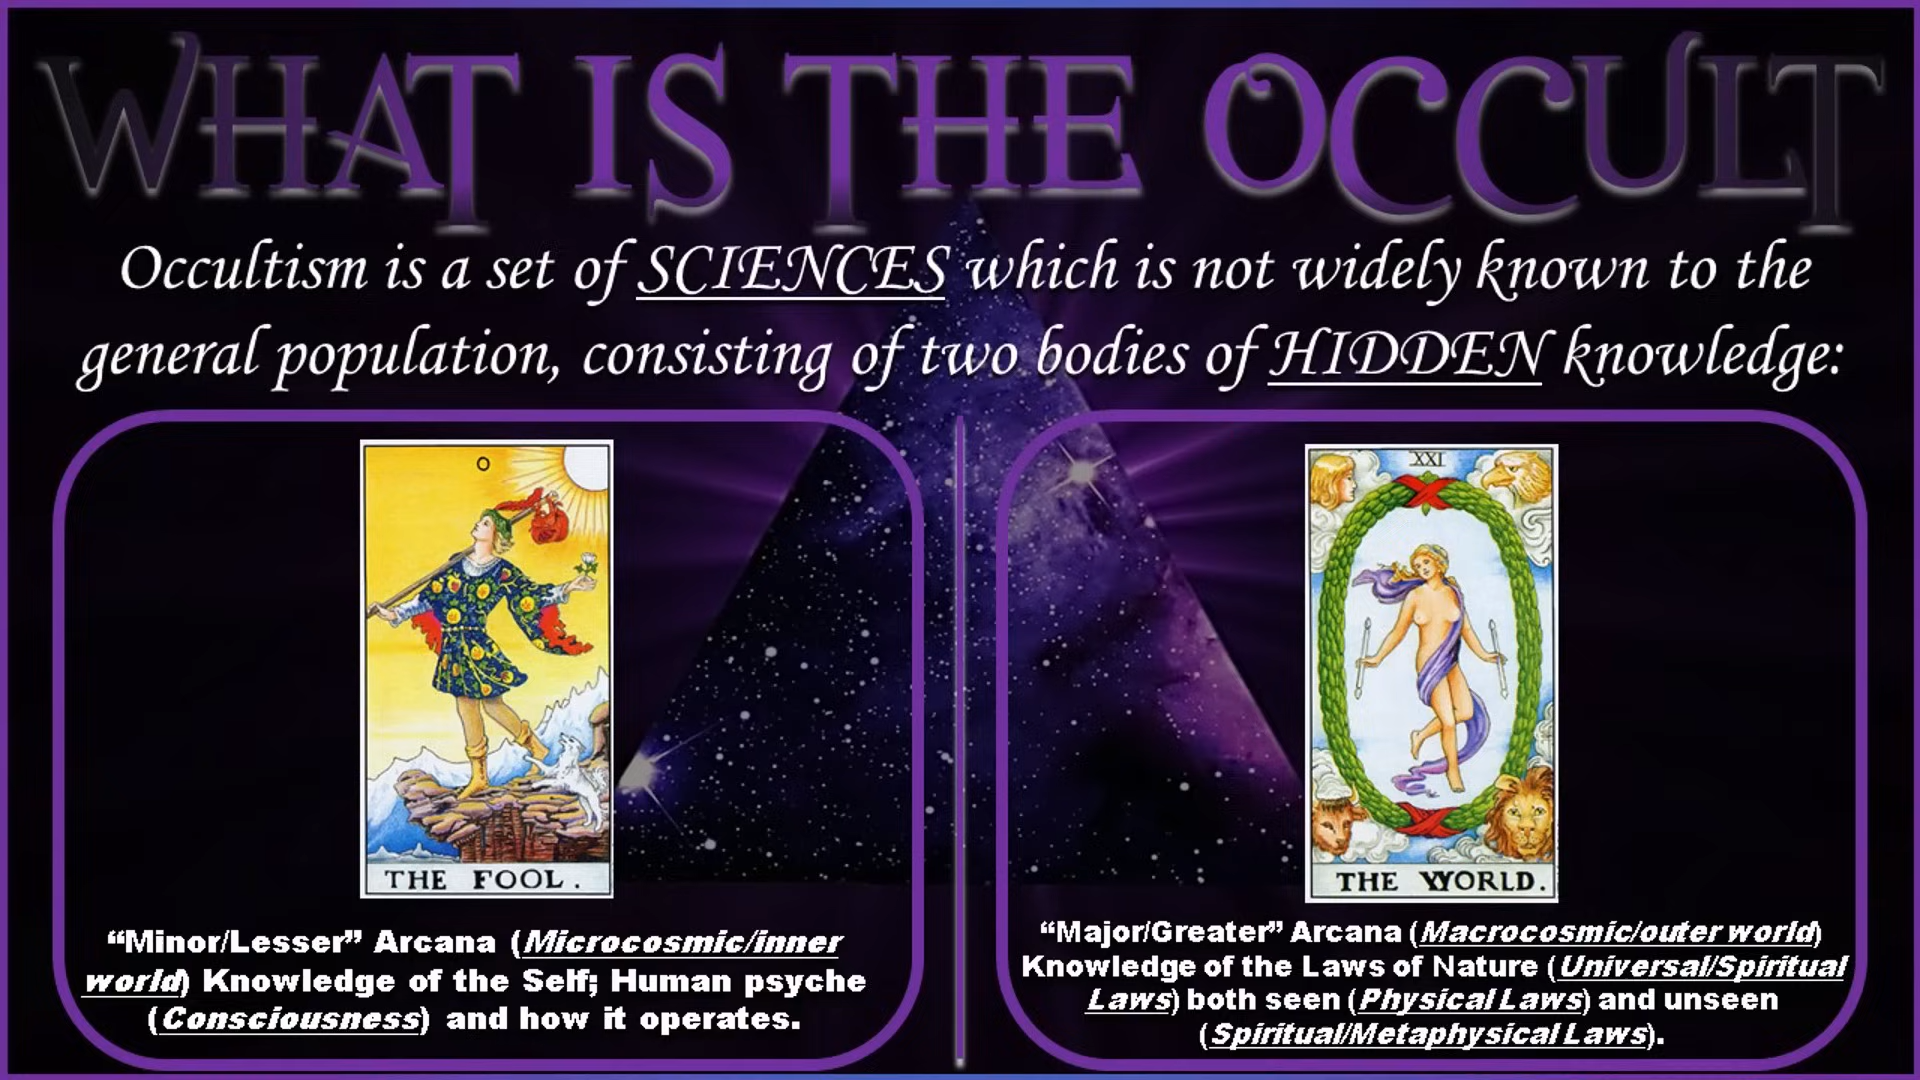 WHAT IS THE OCCULT
Occultism is a set of SCIENCES which is not widely known to the
general population, consisting of two bodies of HIDDEN knowledge:
0
THE FOOL.
“Minor/Lesser” Arcana (Microcosmic/inner
world) Knowledge of the Self; Human psyche
(Consciousness) and how it operates.
XXI
THE WORLD.
“Major/Greater” Arcana (Macrocosmic/outer world)
Knowledge of the Laws of Nature (Universal/Spiritual
Laws) both seen (Physical Laws) and unseen
(Spiritual/Metaphysical Laws).